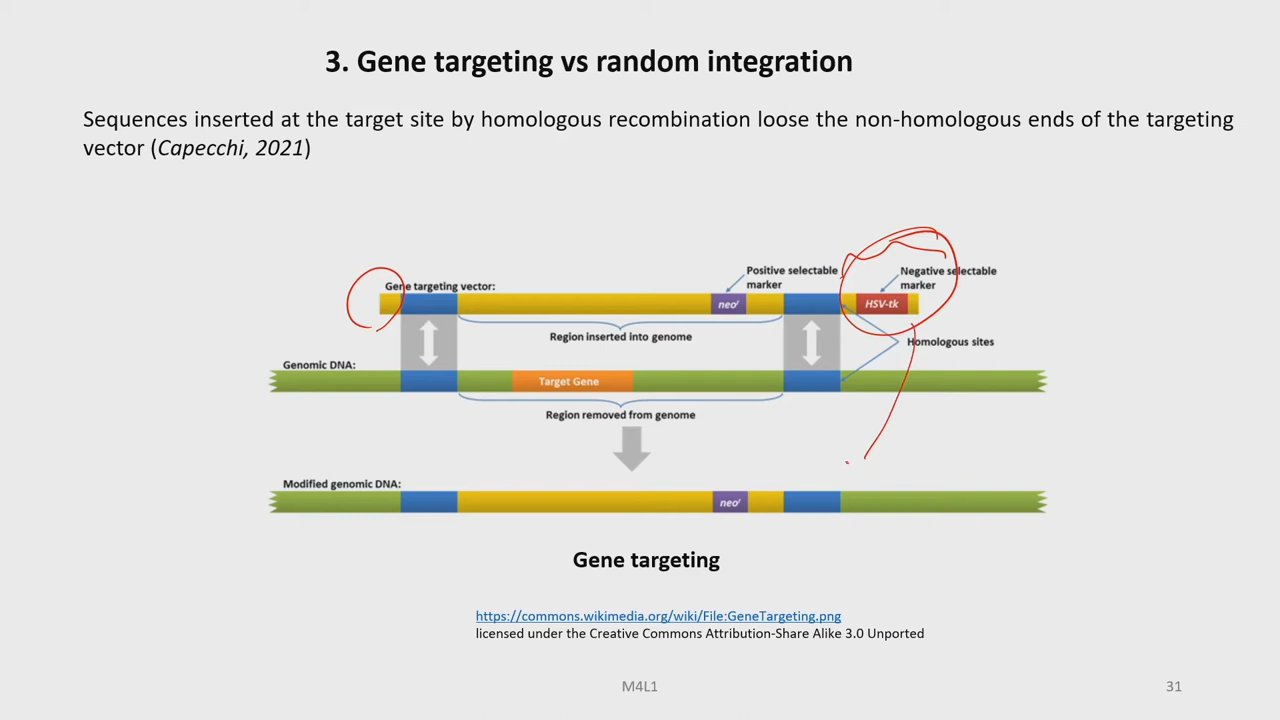 3. Gene targeting vs random integration
Sequences inserted at the target site by homologous recombination loose the non-homologous ends of the targeting
vector (Capecchi, 2021)
Gene targeting vector:
Positive selectable
marker
Negative selectable
marker
neoʳ
HSV-tk
Region inserted into genome
Homologous sites
Genomic DNA:
Target Gene
Region removed from genome
Modified genomic DNA:
neoʳ
Gene targeting
https://commons.wikimedia.org/wiki/File:GeneTargeting.png
licensed under the Creative Commons Attribution-Share Alike 3.0 Unported
M4L1
31